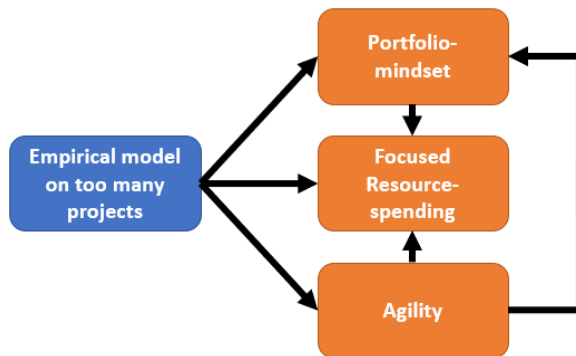 Portfolio-
mindset
Empirical model
on too many
projects
Focused
Resource-
spending
Agility